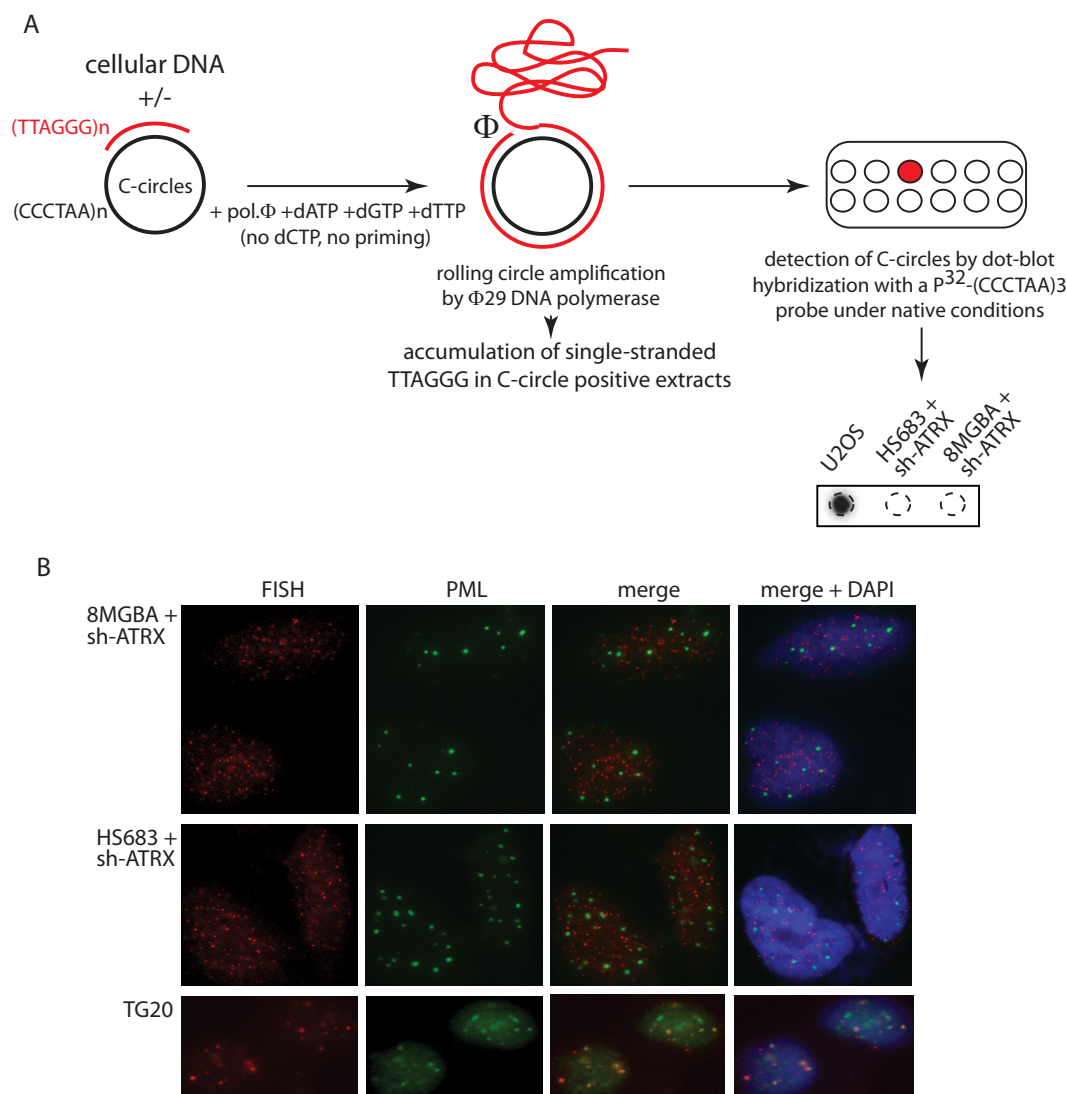 A
cellular DNA
+/-
(TTAGGG)n
C-circles
(CCCTAA)n
+ pol.Φ +dATP +dGTP +dTTP
(no dCTP, no priming)
Φ
rolling circle amplification
by Φ29 DNA polymerase
accumulation of single-stranded
TTAGGG in C-circle positive extracts
detection of C-circles by dot-blot
hybridization with a P32-(CCCTAA)3
probe under native conditions
U2OS
HS683 +
sh-ATRX
8MGBA +
sh-ATRX
B
FISH
PML
merge
merge + DAPI
8MGBA +
sh-ATRX
HS683 +
sh-ATRX
TG20